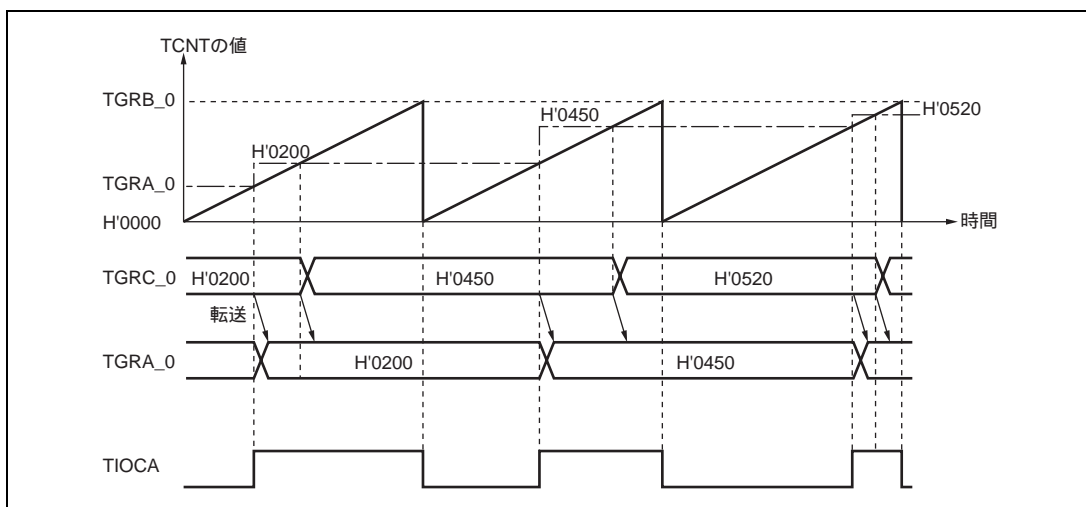 TCNTの値
TGRB_0
H'0520
H'0450
H'0200
TGRA_0
H'0000
時間
TGRC_0
H'0200
H'0450
H'0520
転送
TGRA_0
H'0200
H'0450
TIOCA